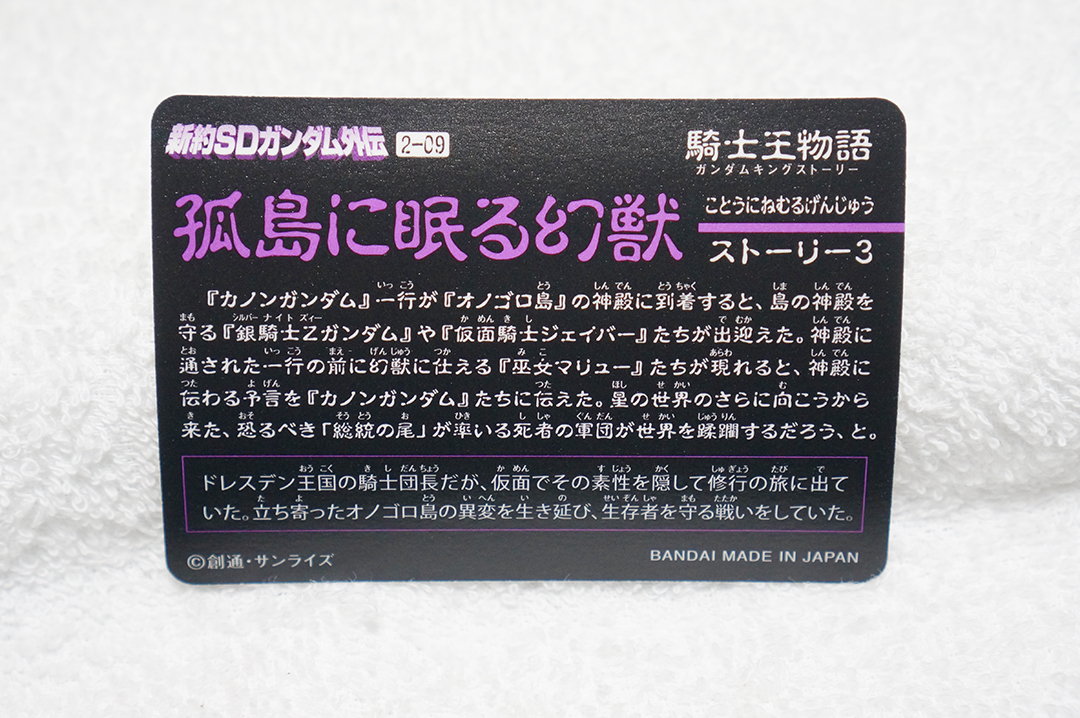 新約SDガンダム外伝 2-09
騎士王物語
ガンダムキングストーリー
孤島に眠る幻獣
ことうにねむるげんじゅう
ストーリー3
『カノンガンダム』一行が『オノゴロ島』の神殿に到着すると、島の神殿を
守る『銀騎士Zガンダム』や『仮面騎士ジェイバー』たちが出迎えた。神殿に
通された一行の前に幻獣に仕える『巫女マリュー』たちが現れると、神殿に
伝わる予言を『カノンガンダム』たちに伝えた。星の世界のさらに向こうから
来た、恐るべき「総統の尾」が率いる死者の軍団が世界を蹂躙するだろう、と。
ドレスデン王国の騎士団長だが、仮面でその素性を隠して修行の旅に出て
いた。立ち寄ったオノゴロ島の異変を生き延び、生存者を守る戦いをしていた。
©創通・サンライズ
BANDAI MADE IN JAPAN